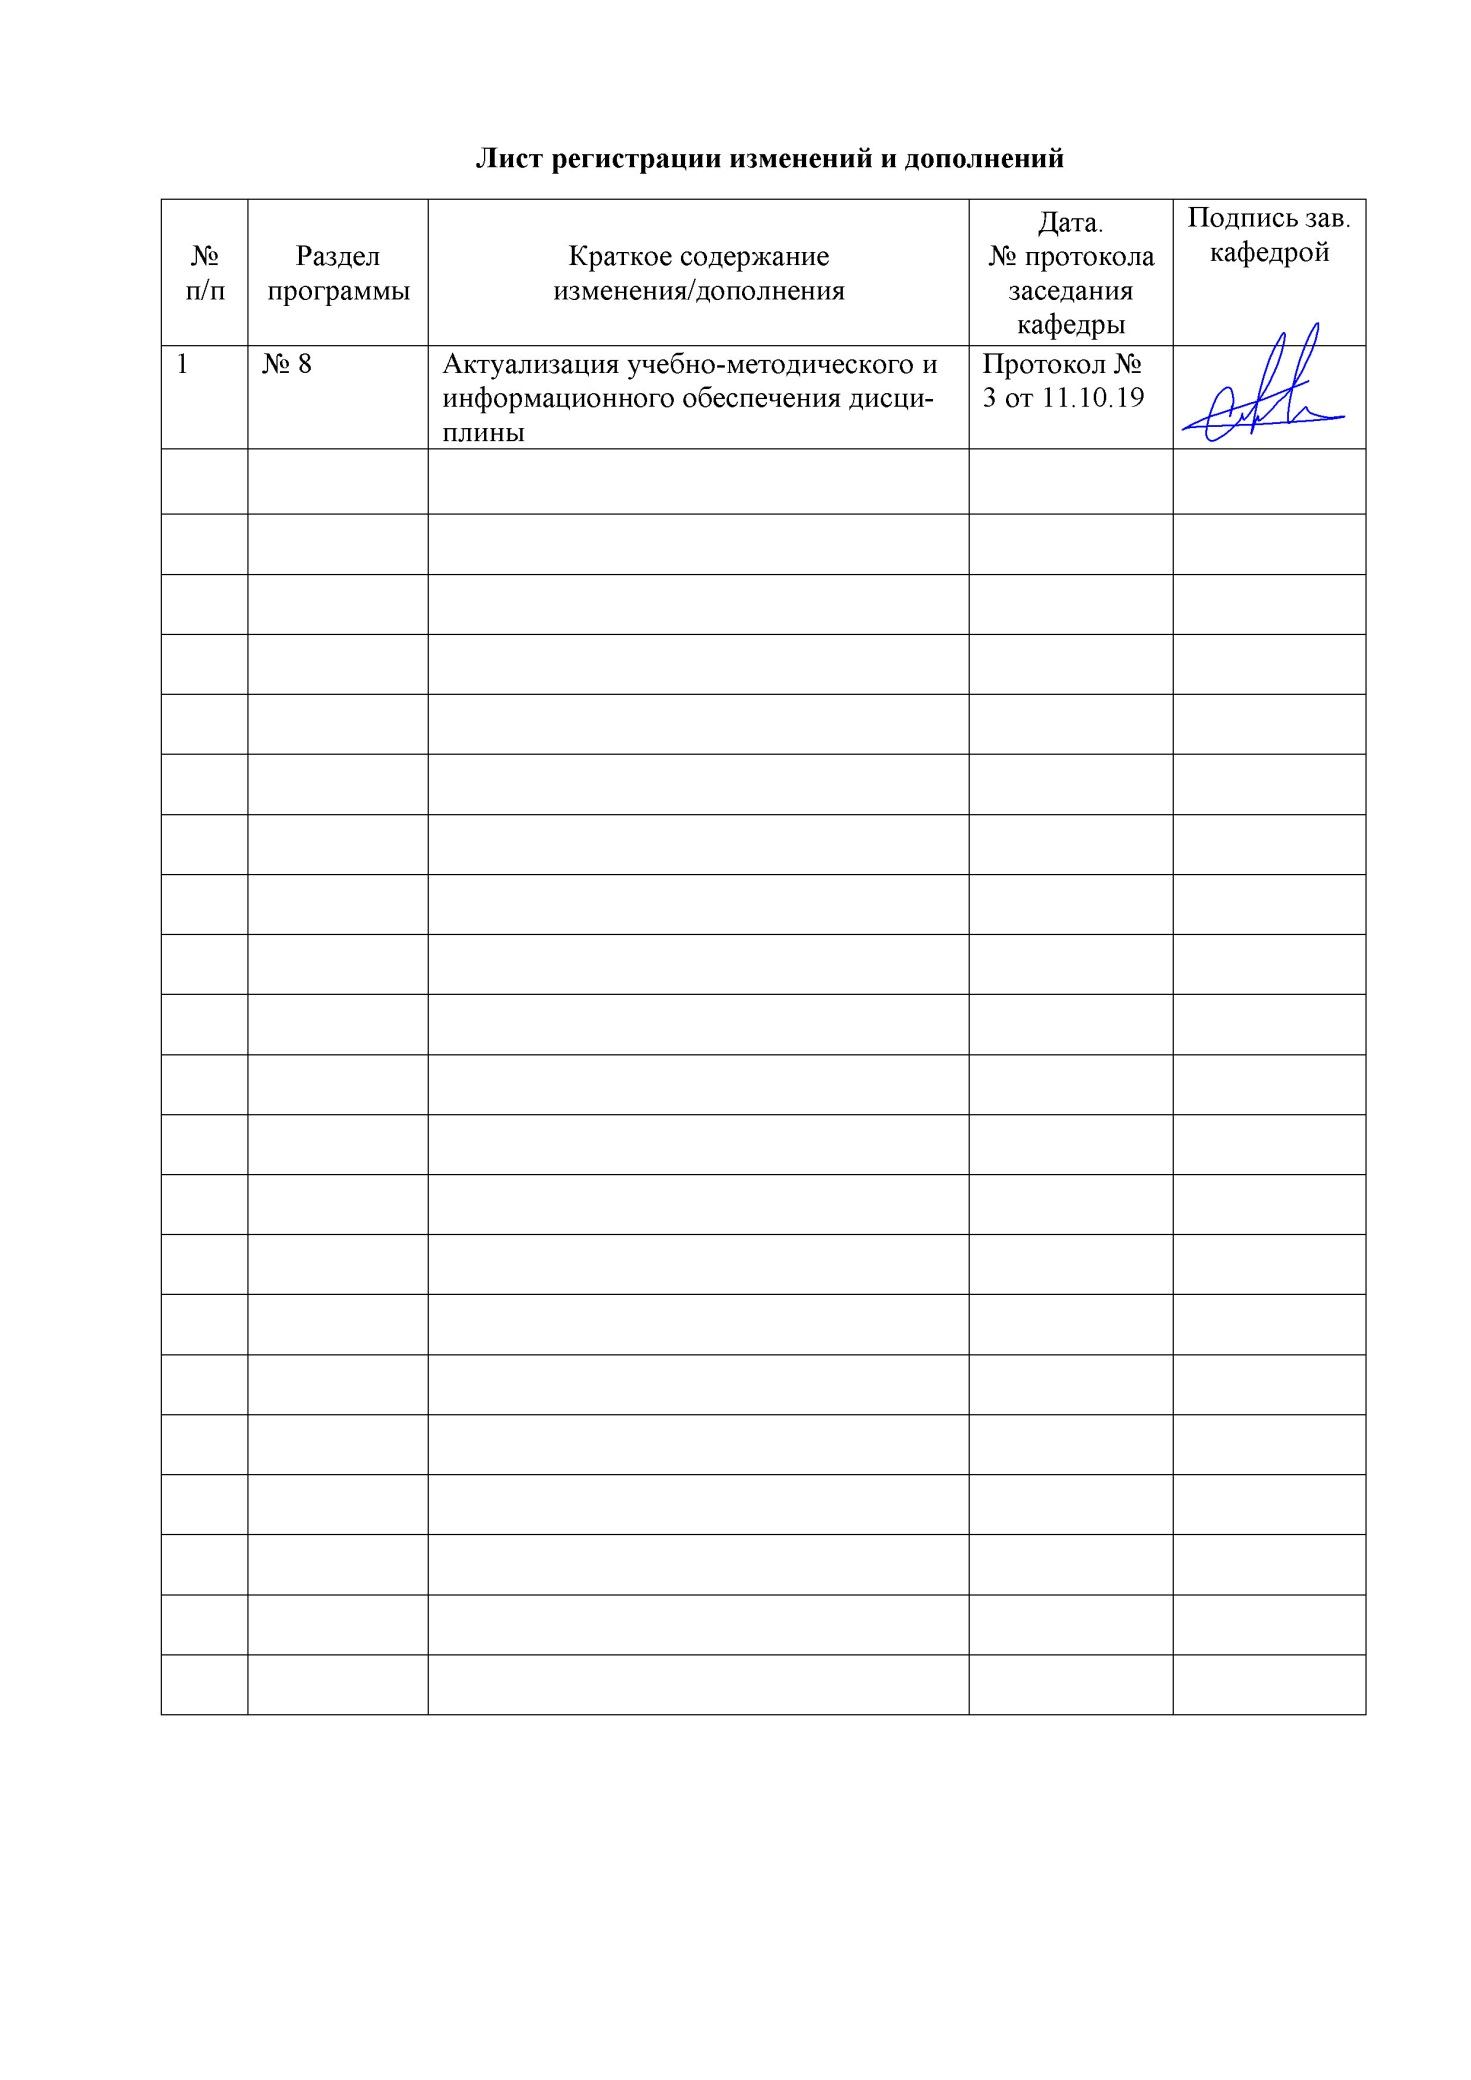 Лист регистрации изменений и дополнений
№
п/п
Раздел
программы
Краткое содержание
изменения/дополнения
Дата.
№ протокола
заседания
кафедры
Подпись зав.
кафедрой
1
№ 8
Актуализация учебно-методического и
информационного обеспечения дисци-
плины
Протокол №
3 от 11.10.19